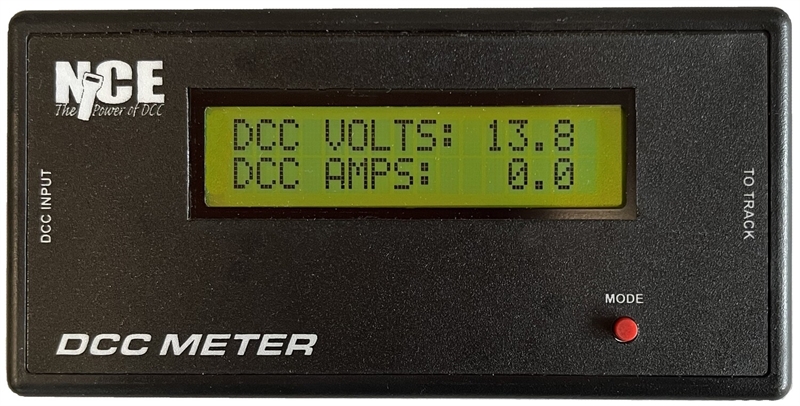 NCE
The Power of DCC
DCC VOLTS: 13.8
DCC AMPS: 0.0
DCC INPUT
TO TRACK
MODE
DCC METER